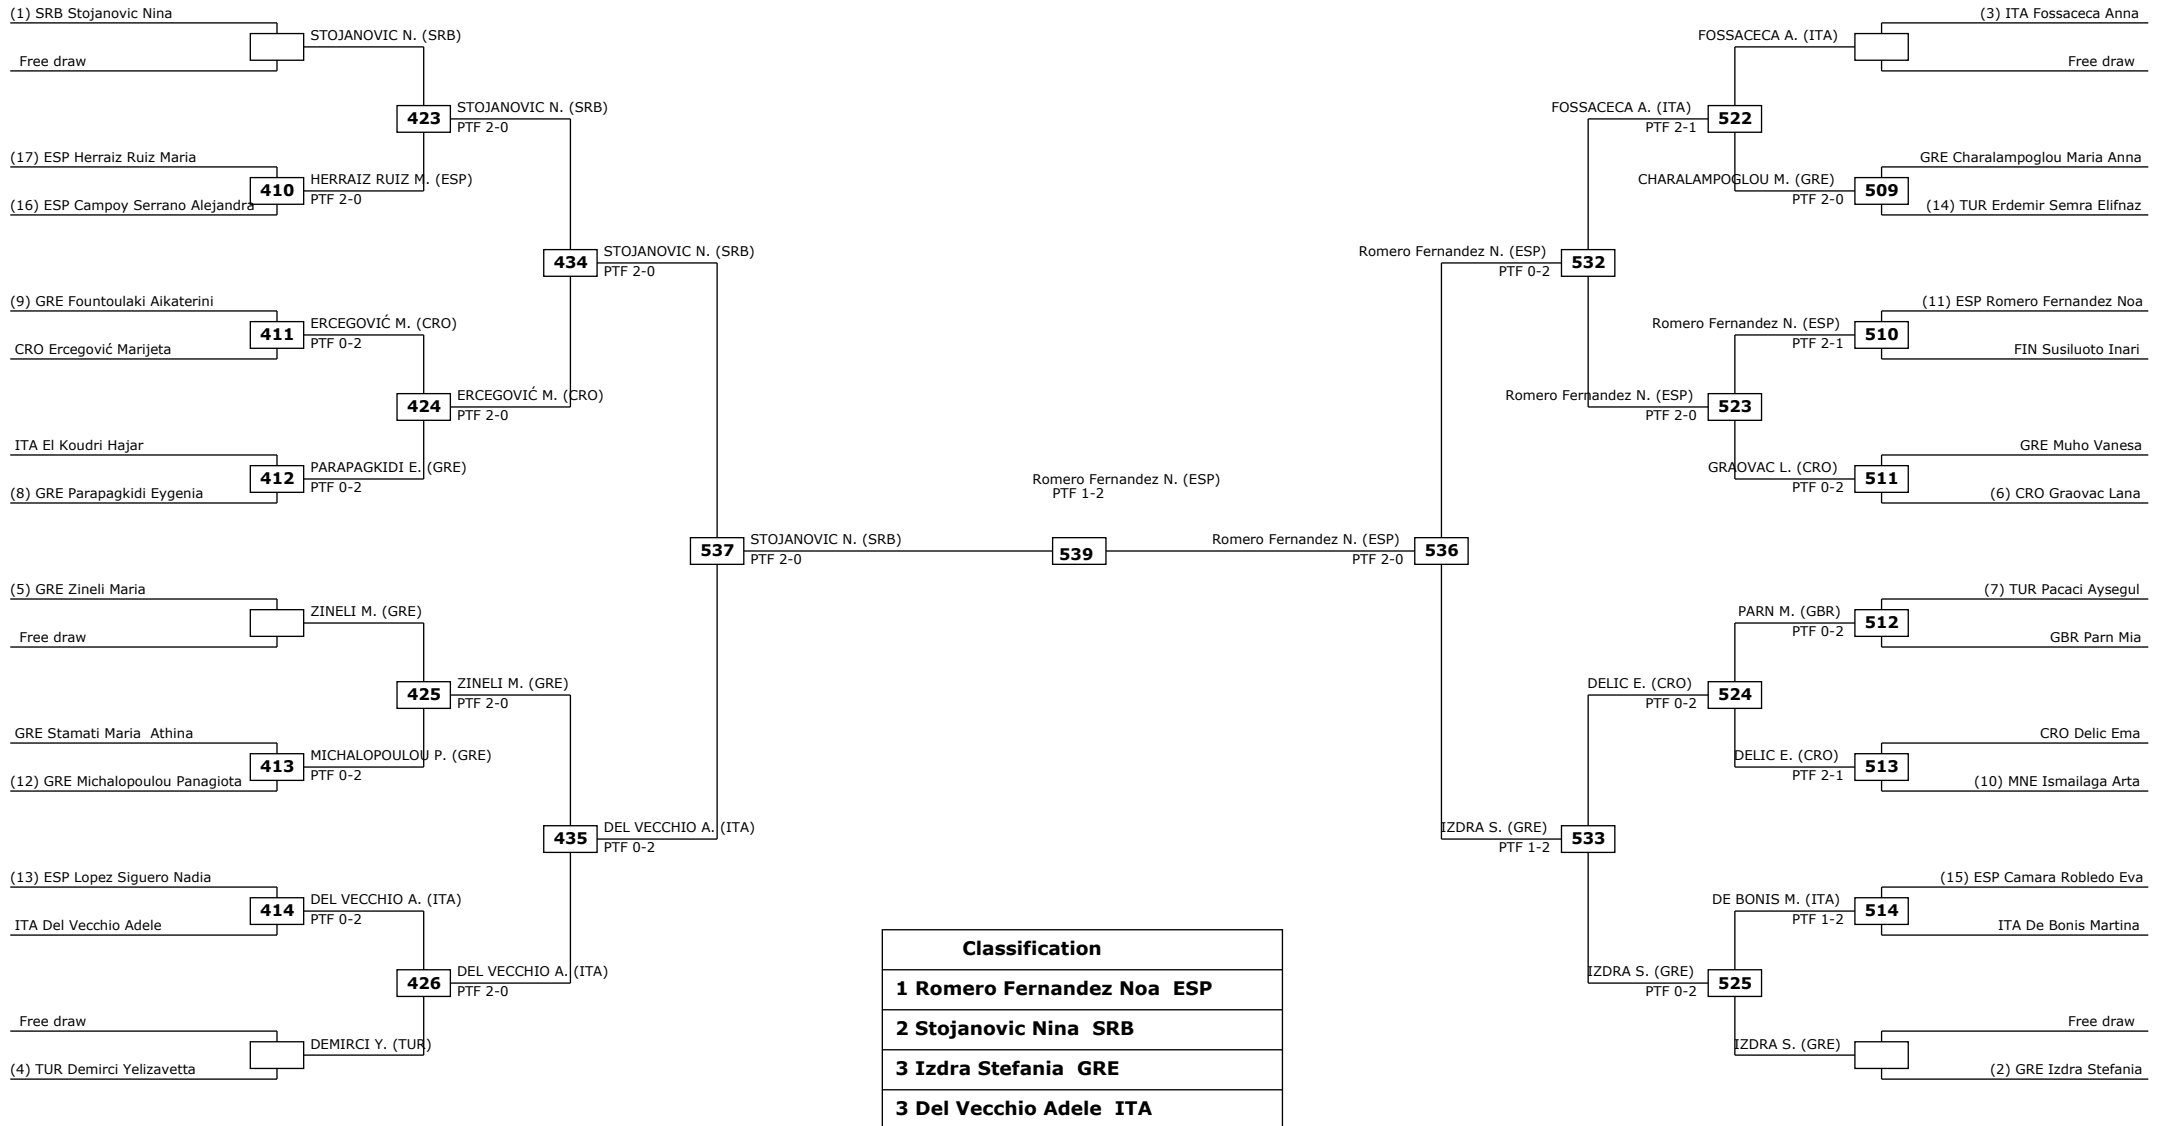 (1) SRB Stojanovic Nina
Free draw
STOJANOVIC N. (SRB)
423
STOJANOVIC N. (SRB)
PTF 2-0
(17) ESP Herraiz Ruiz Maria
(16) ESP Campoy Serrano Alejandra
410
HERRAIZ RUIZ M. (ESP)
PTF 2-0
434
STOJANOVIC N. (SRB)
PTF 2-0
(9) GRE Fountoulaki Aikaterini
CRO Ercegović Marijeta
411
ERCEGOVIĆ M. (CRO)
PTF 0-2
424
ERCEGOVIĆ M. (CRO)
PTF 2-0
ITA El Koudri Hajar
(8) GRE Parapagkidi Eygenia
412
PARAPAGKIDI E. (GRE)
PTF 0-2
537
STOJANOVIC N. (SRB)
PTF 2-0
(5) GRE Zineli Maria
Free draw
ZINELI M. (GRE)
425
ZINELI M. (GRE)
PTF 2-0
GRE Stamati Maria  Athina
(12) GRE Michalopoulou Panagiota
413
MICHALOPOULOU P. (GRE)
PTF 0-2
435
DEL VECCHIO A. (ITA)
PTF 0-2
(13) ESP Lopez Siguero Nadia
ITA Del Vecchio Adele
414
DEL VECCHIO A. (ITA)
PTF 0-2
426
DEL VECCHIO A. (ITA)
PTF 2-0
Free draw
(4) TUR Demirci Yelizavetta
DEMIRCI Y. (TUR)
Romero Fernandez N. (ESP)
PTF 1-2
539
(3) ITA Fossaceca Anna
Free draw
FOSSACECA A. (ITA)
FOSSACECA A. (ITA)
PTF 2-1
522
GRE Charalampoglou Maria Anna
(14) TUR Erdemir Semra Elifnaz
CHARALAMPOGLOU M. (GRE)
PTF 2-0
509
Romero Fernandez N. (ESP)
PTF 0-2
532
(11) ESP Romero Fernandez Noa
FIN Susiluoto Inari
Romero Fernandez N. (ESP)
PTF 2-1
510
Romero Fernandez N. (ESP)
PTF 2-0
523
GRE Muho Vanesa
(6) CRO Graovac Lana
GRAOVAC L. (CRO)
PTF 0-2
511
Romero Fernandez N. (ESP)
PTF 2-0
536
(7) TUR Pacaci Aysegul
GBR Parn Mia
PARN M. (GBR)
PTF 0-2
512
DELIC E. (CRO)
PTF 0-2
524
CRO Delic Ema
(10) MNE Ismailaga Arta
DELIC E. (CRO)
PTF 2-1
513
IZDRA S. (GRE)
PTF 1-2
533
(15) ESP Camara Robledo Eva
ITA De Bonis Martina
DE BONIS M. (ITA)
PTF 1-2
514
IZDRA S. (GRE)
PTF 0-2
525
Free draw
(2) GRE Izdra Stefania
IZDRA S. (GRE)
Classification
1 Romero Fernandez Noa  ESP
2 Stojanovic Nina  SRB
3 Izdra Stefania  GRE
3 Del Vecchio Adele  ITA